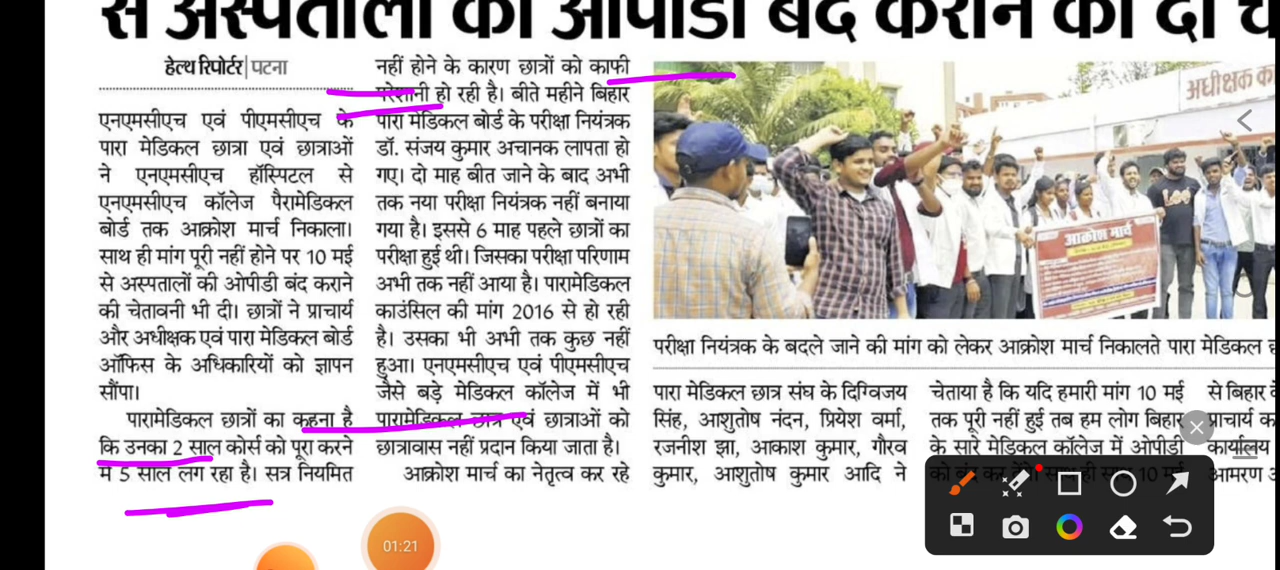 से अस्पतालों की ओपीडी बंद कराने की दी
हेल्थ रिपोर्टर|पटना
एनएमसीएच एवं पीएमसीएच के
पारा मेडिकल छात्रा एवं छात्राओं
ने एनएमसीएच हॉस्पिटल से
एनएमसीएच कॉलेज पैरामेडिकल
बोर्ड तक आक्रोश मार्च निकाला।
साथ ही मांग पूरी नहीं होने पर 10 मई
से अस्पतालों की ओपीडी बंद कराने
की चेतावनी भी दी। छात्रों ने प्राचार्य
और अधीक्षक एवं पारा मेडिकल बोर्ड
ऑफिस के अधिकारियों को ज्ञापन
सौंपा।
पारामेडिकल छात्रों का कहना है
कि उनका 2 साल कोर्स को पूरा करने
में 5 साल लग रहा है। सत्र नियमित
नहीं होने के कारण छात्रों को काफी
परेशानी हो रही है। बीते महीने बिहार
पारा मेडिकल बोर्ड के परीक्षा नियंत्रक
डॉ. संजय कुमार अचानक लापता हो
गए। दो माह बीत जाने के बाद अभी
तक नया परीक्षा नियंत्रक नहीं बनाया
गया है। इससे 6 माह पहले छात्रों का
परीक्षा हुई थी। जिसका परीक्षा परिणाम
अभी तक नहीं आया है। पारामेडिकल
काउंसिल की मांग 2016 से हो रही
है। उसका भी अभी तक कुछ नहीं
हुआ। एनएमसीएच एवं पीएमसीएच
जैसे बड़े मेडिकल कॉलेज में भी
पारामेडिकल छात्र एवं छात्राओं को
छात्रावास नहीं प्रदान किया जाता है।
आक्रोश मार्च का नेतृत्व कर रहे
अधीक्षक
आक्रोश मार्च
परीक्षा नियंत्रक के बदले जाने की मांग को लेकर आक्रोश मार्च निकालते पारा मेडिकल
पारा मेडिकल छात्र संघ के दिग्विजय
सिंह, आशुतोष नंदन, प्रियेश वर्मा,
रजनीश झा, आकाश कुमार, गौरव
कुमार, आशुतोष कुमार आदि ने
चेताया है कि यदि हमारी मांग 10 मई
तक पूरी नहीं हुई तब हम लोग बिहार
के सारे मेडिकल कॉलेज में ओपीडी
को बंद कर देंगे। साथ ही साथ 10 मई
से बिहार
प्राचार्य
कार्यालय
आमरण
01:21